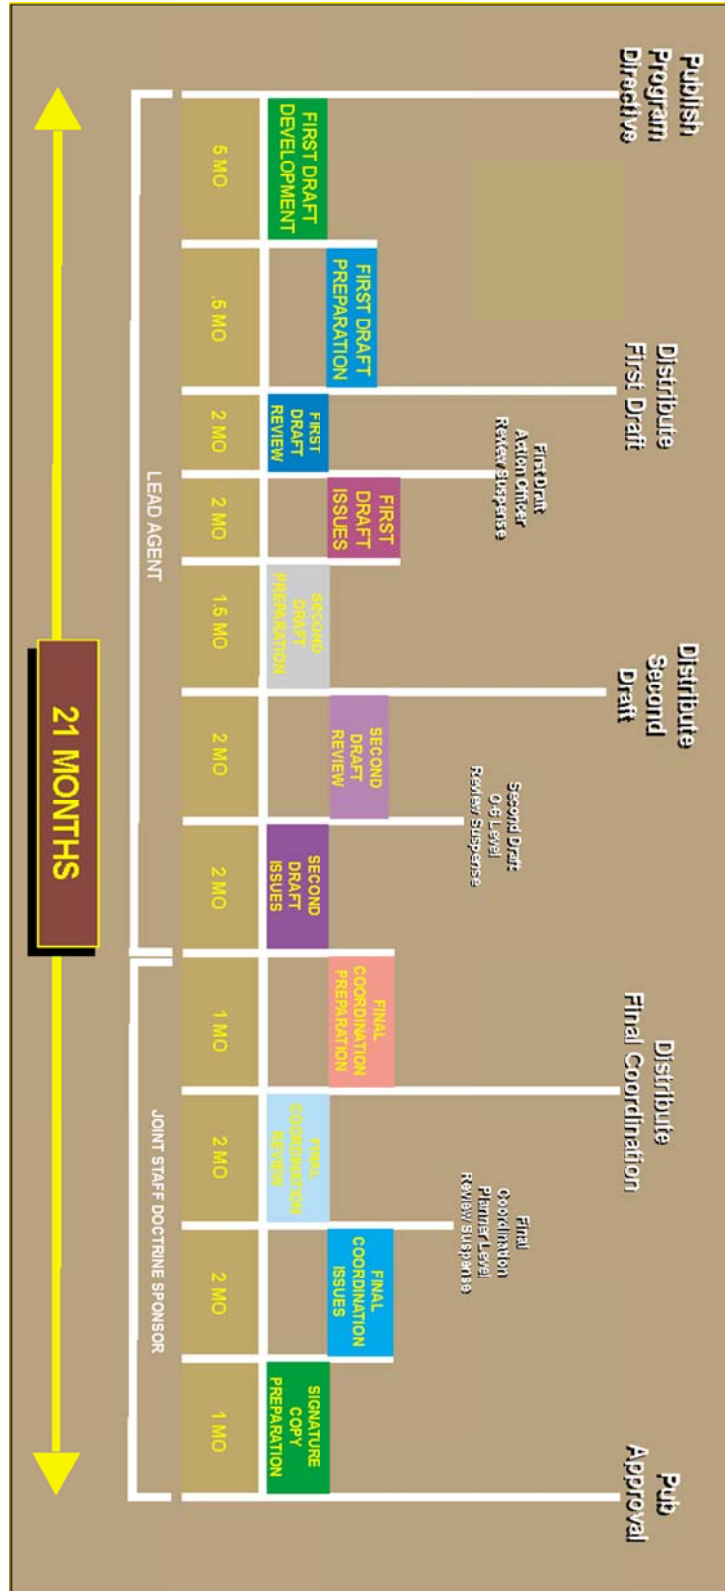 Publish
Program
Directive
Distribute
First Draft
Distribute
Second
Draft
Distribute
Final Coordination
Pub
Approval
First Draft
Action Officer
Review Suspense
Second Draft
O-6 Level
Review Suspense
Final
Coordination
Planner Level
Review Suspense
FIRST DRAFT
PREPARATION
FIRST
DRAFT
ISSUES
SECOND
DRAFT
REVIEW
FINAL
COORDINATION
PREPARATION
FINAL
COORDINATION
ISSUES
FIRST DRAFT
DEVELOPMENT
FIRST
DRAFT
REVIEW
SECOND
DRAFT
PREPARATION
SECOND
DRAFT
ISSUES
FINAL
COORDINATION
REVIEW
SIGNATURE
COPY
PREPARATION
5 MO
.5 MO
2 MO
2 MO
1.5 MO
2 MO
2 MO
1 MO
2 MO
2 MO
1 MO
LEAD AGENT
JOINT STAFF DOCTRINE SPONSOR
21 MONTHS